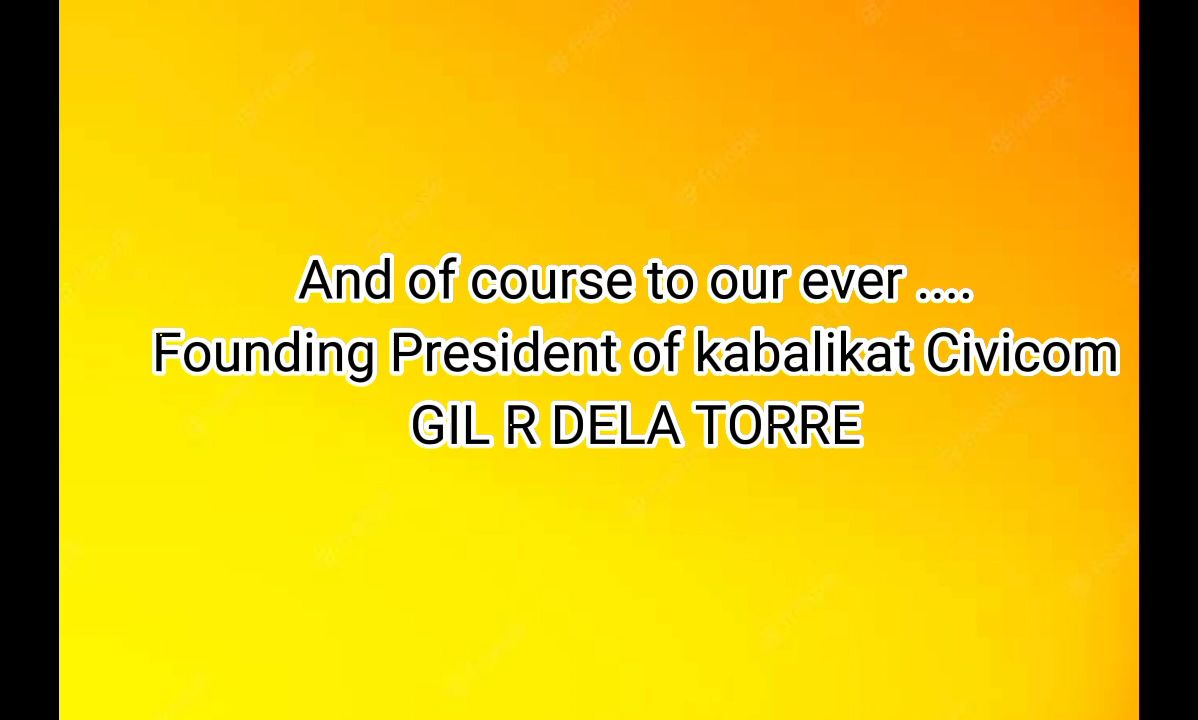 And of course to our ever ....
Founding President of kabalikat Civicom
GIL R DELA TORRE